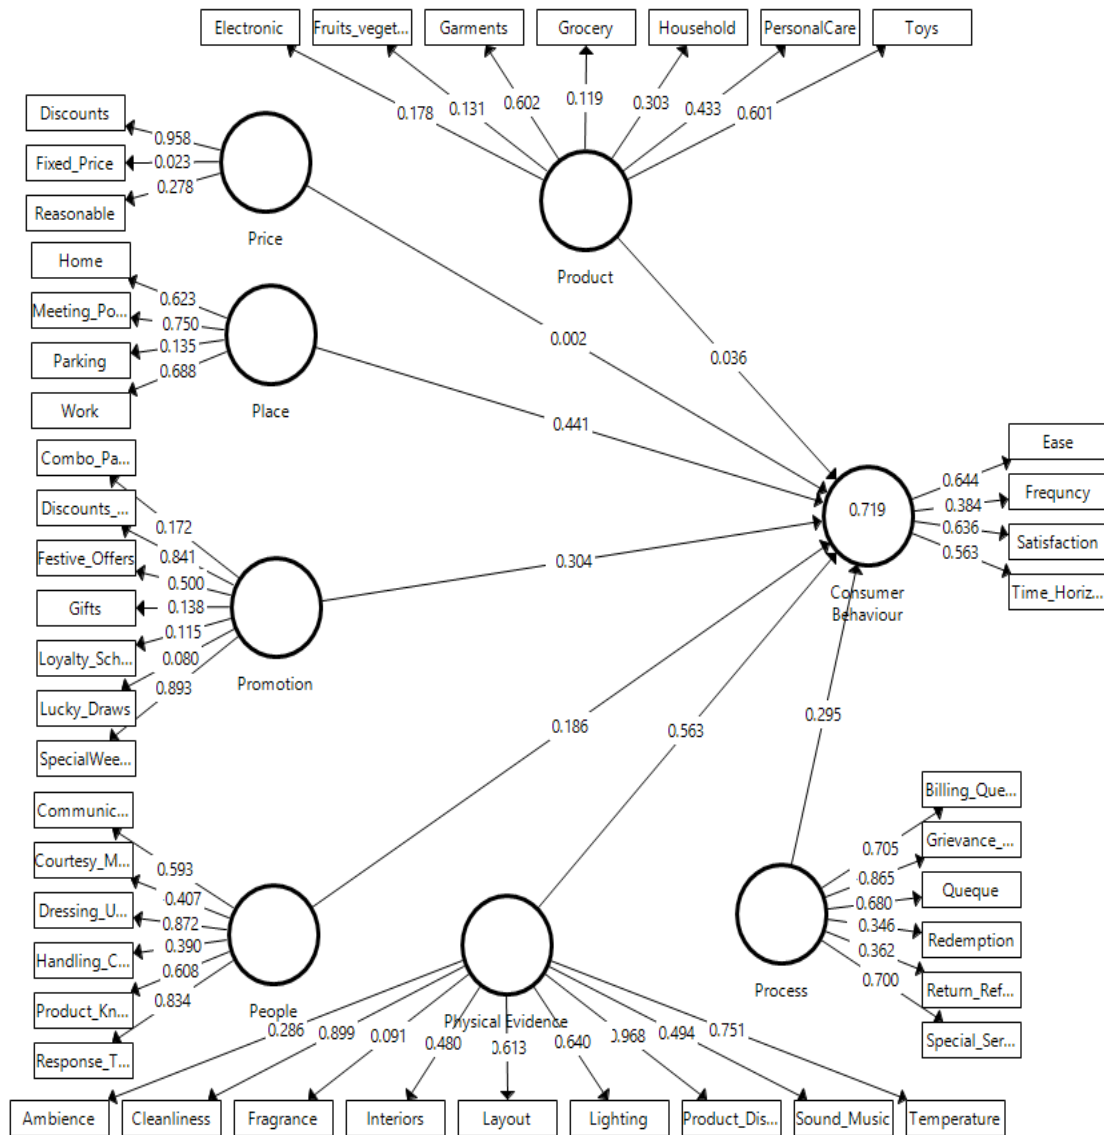 Electronic
Fruits_veget...
Garments
Grocery
Household
PersonalCare
Toys
0.178
0.131
0.602
0.119
0.303
0.433
0.601
Product
Discounts
Fixed_Price
Reasonable
0.958
0.023
0.278
Price
Home
Meeting_Po...
Parking
Work
0.623
0.750
0.135
0.688
Place
0.002
0.036
0.441
0.304
0.186
0.563
0.295
Combo_Pa...
Discounts_...
Festive_Offers
Gifts
Loyalty_Sch...
Lucky_Draws
SpecialWee...
0.172
0.841
0.500
0.138
0.115
0.080
0.893
Promotion
0.719
Consumer
Behaviour
0.644
0.384
0.636
0.563
Ease
Frequncy
Satisfaction
Time_Horiz...
Communic...
Courtesy_M...
Dressing_U...
Handling_C...
Product_Kn...
Response_T...
0.593
0.407
0.872
0.390
0.608
0.834
People
Physical Evidence
0.286
0.899
0.091
0.480
0.613
0.640
0.968
0.494
0.751
Ambience
Cleanliness
Fragrance
Interiors
Layout
Lighting
Product_Dis...
Sound_Music
Temperature
Process
0.705
0.865
0.680
0.346
0.362
0.700
Billing_Que...
Grievance_...
Queque
Redemption
Return_Ref...
Special_Ser...